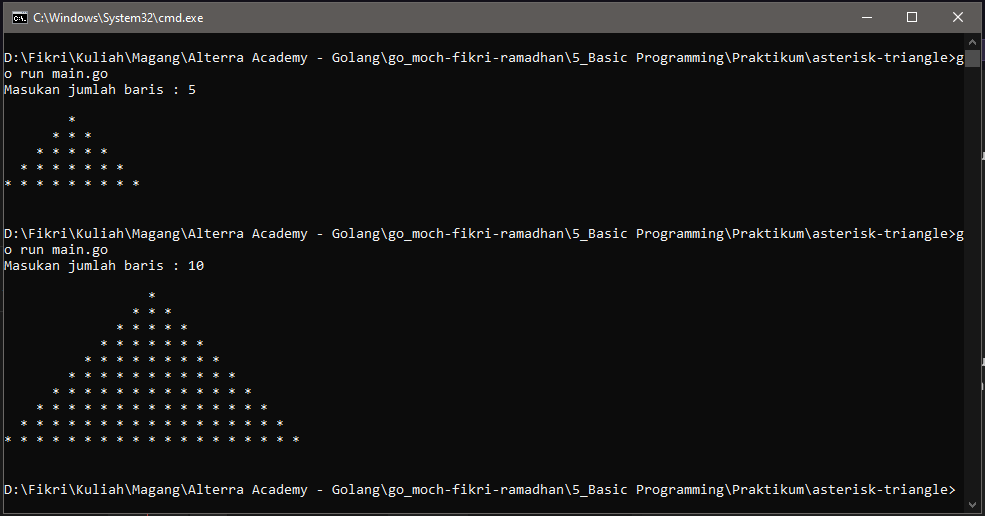 C:\Windows\System32\cmd.exe
D:\Fikri\Kuliah\Magang\Alterra Academy - Golang\go_moch-fikri-ramadhan\5_Basic Programming\Praktikum\asterisk-triangle>g
o run main.go
Masukan jumlah baris : 5
        *
      * * *
    * * * * *
  * * * * * * *
* * * * * * * * *
D:\Fikri\Kuliah\Magang\Alterra Academy - Golang\go_moch-fikri-ramadhan\5_Basic Programming\Praktikum\asterisk-triangle>g
o run main.go
Masukan jumlah baris : 10
                  *
                * * *
              * * * * *
            * * * * * * *
          * * * * * * * * *
        * * * * * * * * * * *
      * * * * * * * * * * * * *
    * * * * * * * * * * * * * * *
  * * * * * * * * * * * * * * * * *
* * * * * * * * * * * * * * * * * * *
D:\Fikri\Kuliah\Magang\Alterra Academy - Golang\go_moch-fikri-ramadhan\5_Basic Programming\Praktikum\asterisk-triangle>